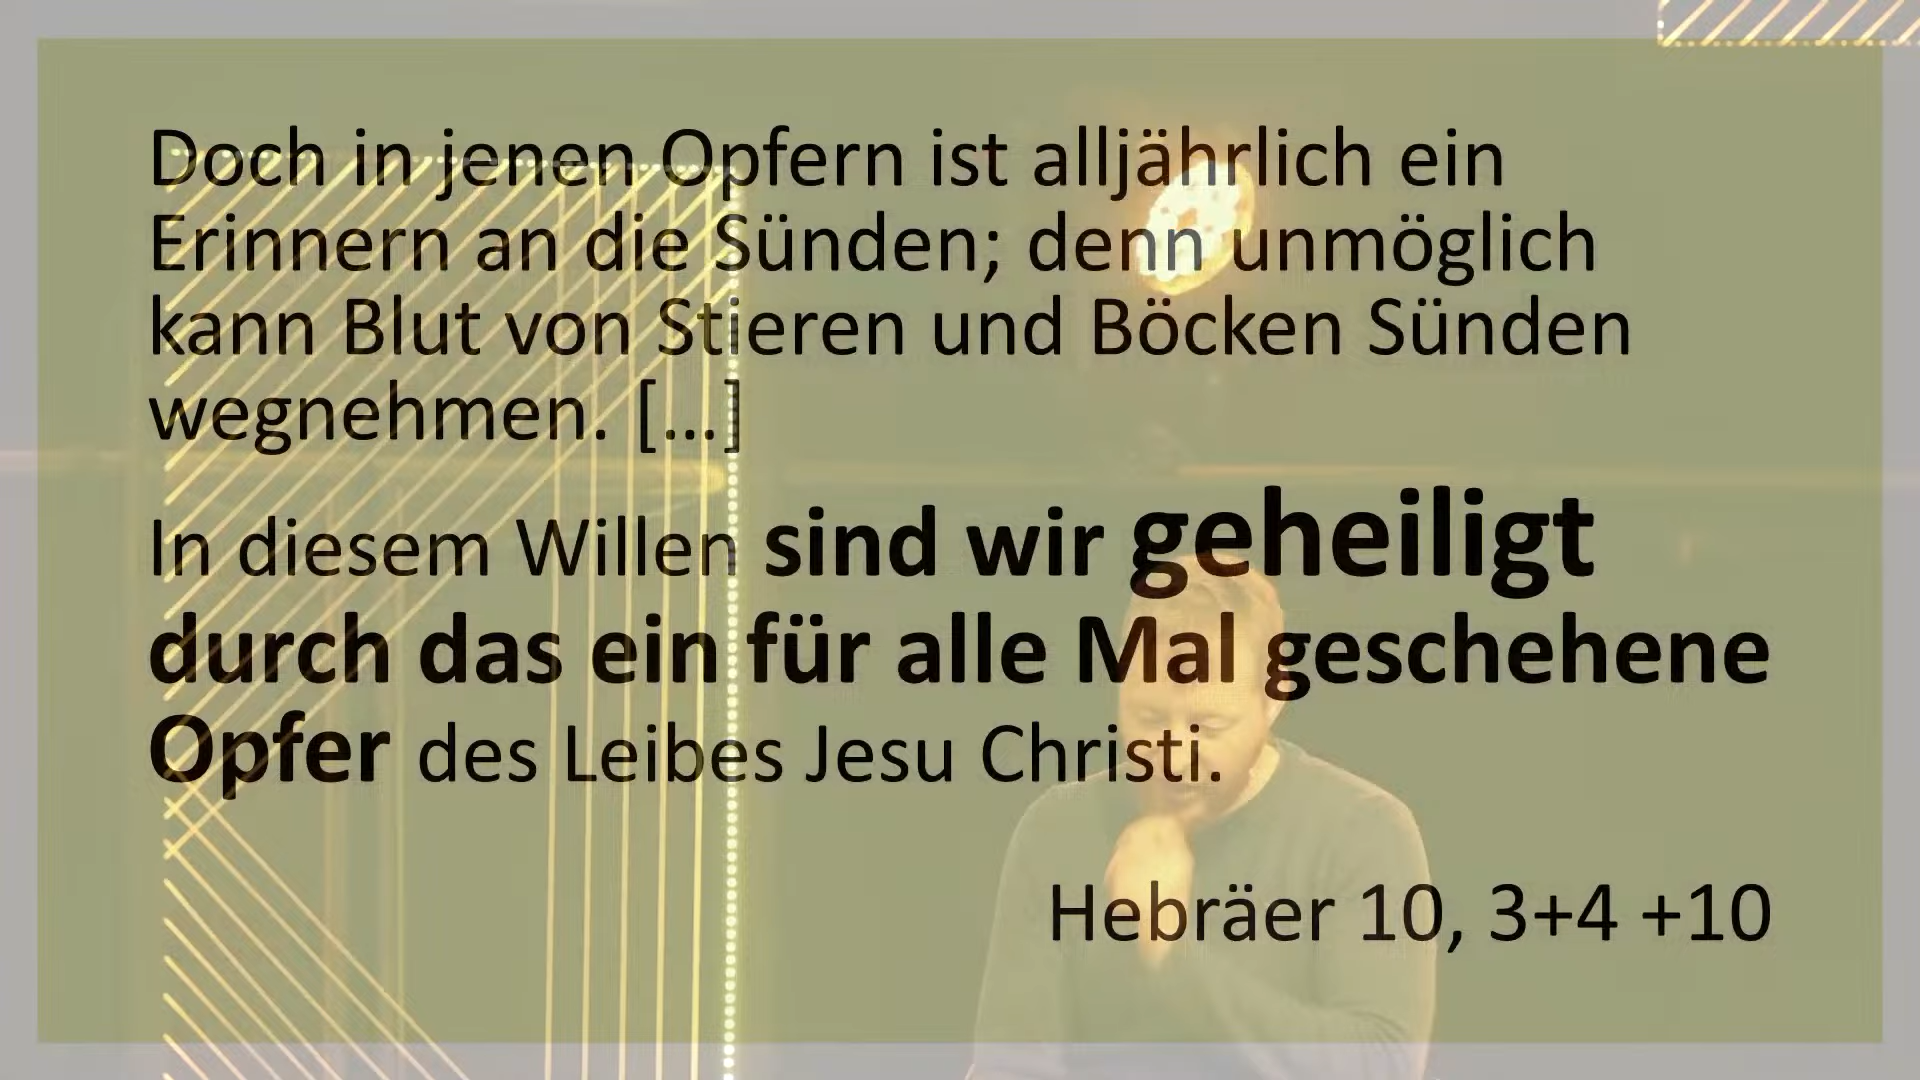 Doch in jenen Opfern ist alljährlich ein
Erinnern an die Sünden; denn unmöglich
kann Blut von Stieren und Böcken Sünden
wegnehmen. […]
In diesem Willen sind wir geheiligt
durch das ein für alle Mal geschehene
Opfer des Leibes Jesu Christi.
Hebräer 10, 3+4 +10